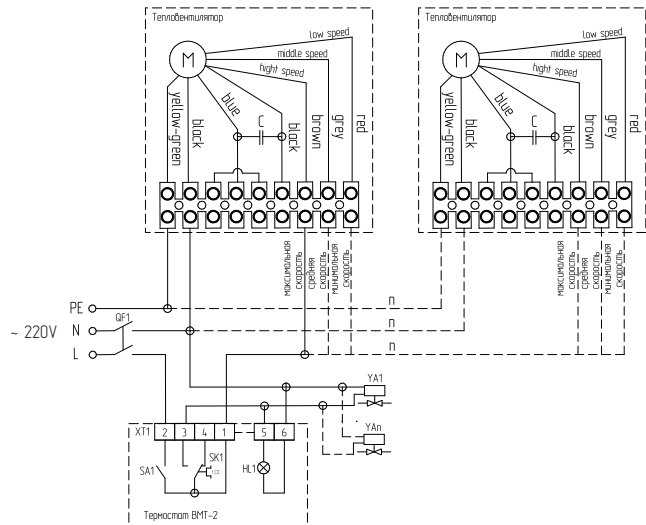 Тепловентилятор
M
low speed
middle speed
hight speed
yellow-green
black
blue
C
black
brown
grey
red
Тепловентилятор
M
low speed
middle speed
hight speed
yellow-green
black
blue
C
black
brown
grey
red
максимальная
скорость
средняя
скорость
минимальная
скорость
максимальная
скорость
средняя
скорость
минимальная
скорость
PE
п
~ 220V
N
QF1
п
L
п
YA1
YAn
XT1
2
3
4
1
5
6
SA1
SK1
HL1
Термостат ВМТ-2